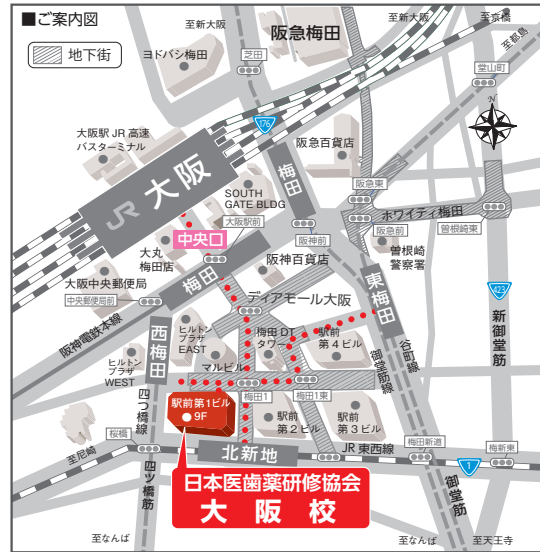 ■ご案内図
地下街
至新大阪
阪急梅田
至新大阪
至京橋
至都島
ヨドバシ梅田
芝田
堂山町
N
176
大阪駅 JR 高速
バスターミナル
JR 大阪
梅田
阪急百貨店
SOUTH
GATE BLDG
阪急東
大阪駅前
ホワイティ梅田
中央口
阪神前
阪急前
曽根崎東
大丸
梅田店
梅田
阪神百貨店
曽根崎
警察署
大阪中央郵便局
中央郵便局前
東梅田
423
新御堂筋
ディアモール大阪
阪神電鉄本線
西梅田
ヒルトン
プラザ
EAST
梅田 DT
タワー
駅前
第4ビル
ヒルトン
プラザ
WEST
マルビル
御堂筋線
谷町線
四つ橋線
駅前第1ビル
9F
梅田1
梅田1東
駅前
第2ビル
駅前
第3ビル
桜橋
北新地
JR 東西線
梅田新道
梅新東
至尼崎
四ツ橋筋
1
御堂筋
日本医歯薬研修協会
大阪校
至なんば
至なんば
至天王寺